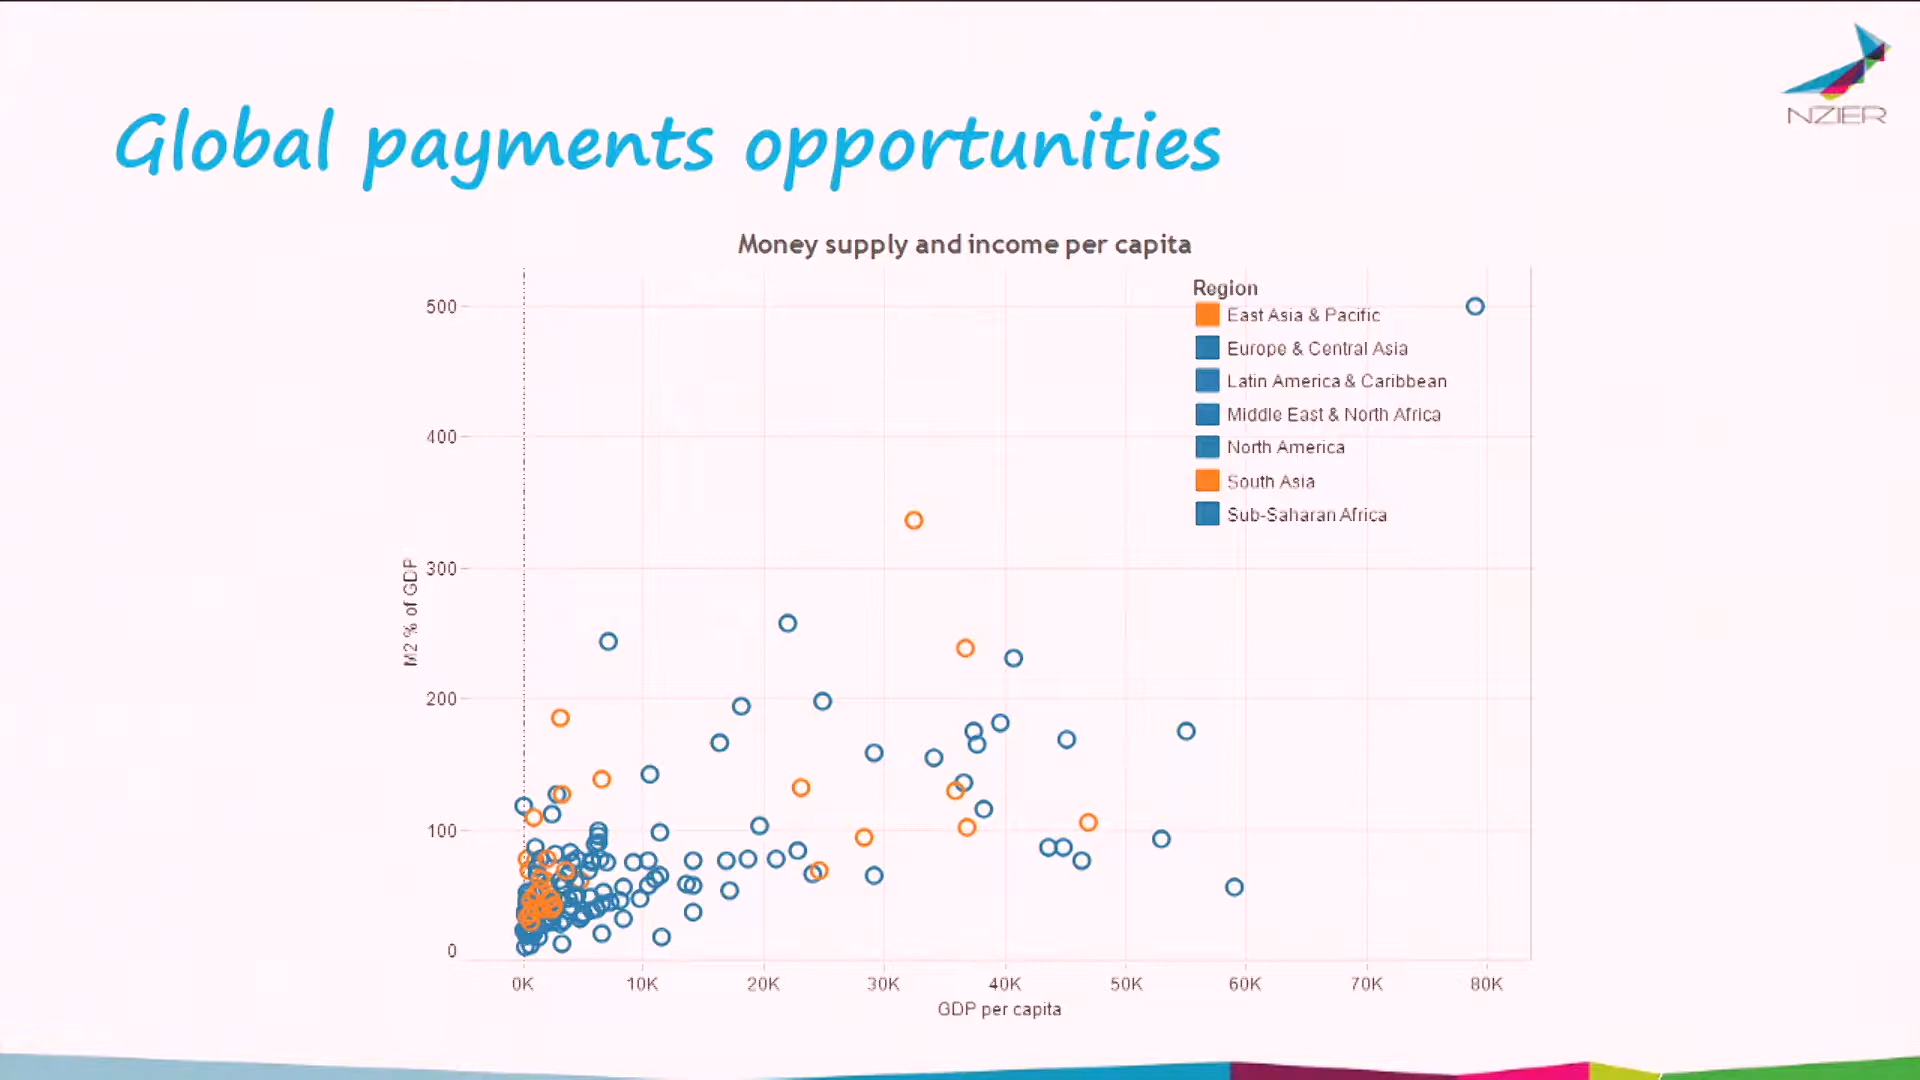 NZIER
Global payments opportunities
Money supply and income per capita
Region
East Asia & Pacific
Europe & Central Asia
Latin America & Caribbean
Middle East & North Africa
North America
South Asia
Sub-Saharan Africa
M2 % of GDP
500
400
300
200
100
0
0K 10K 20K 30K 40K 50K 60K 70K 80K
GDP per capita